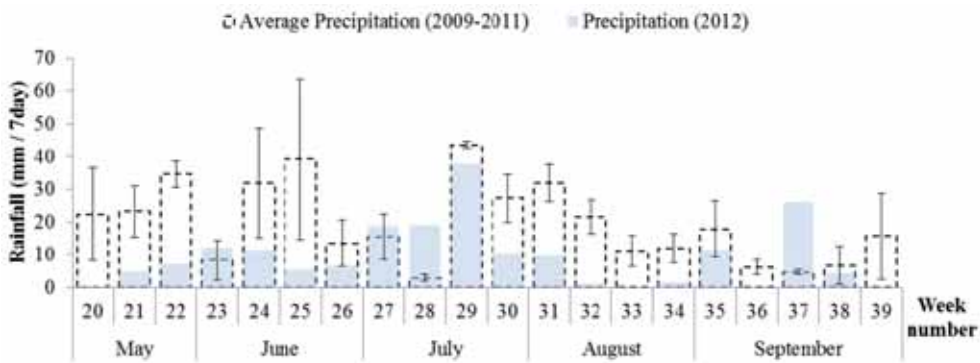 Average Precipitation (2009-2011) Precipitation (2012)
Rainfall (mm / 7day)
70
60
50
40
30
20
10
0
20 21 22 23 24 25 26 27 28 29 30 31 32 33 34 35 36 37 38 39
May June July August September
Week number